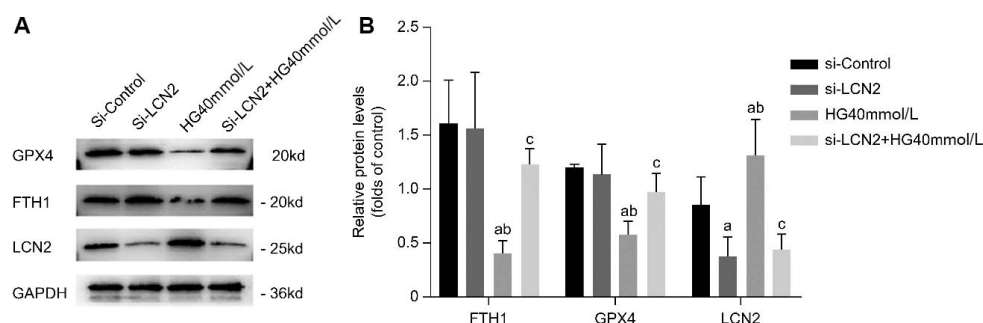 A
Si-Control
Si-LCN2
HG40mmol/L
Si-LCN2+HG40mmol/L
GPX4
20kd
FTH1
- 20kd
LCN2
- 25kd
GAPDH
- 36kd
B
Relative protein levels
(folds of control)
2.5
2.0
1.5
1.0
0.5
0
c
ab
c
ab
ab
a
c
FTH1
GPX4
LCN2
si-Control
si-LCN2
HG40mmol/L
si-LCN2+HG40mmol/L